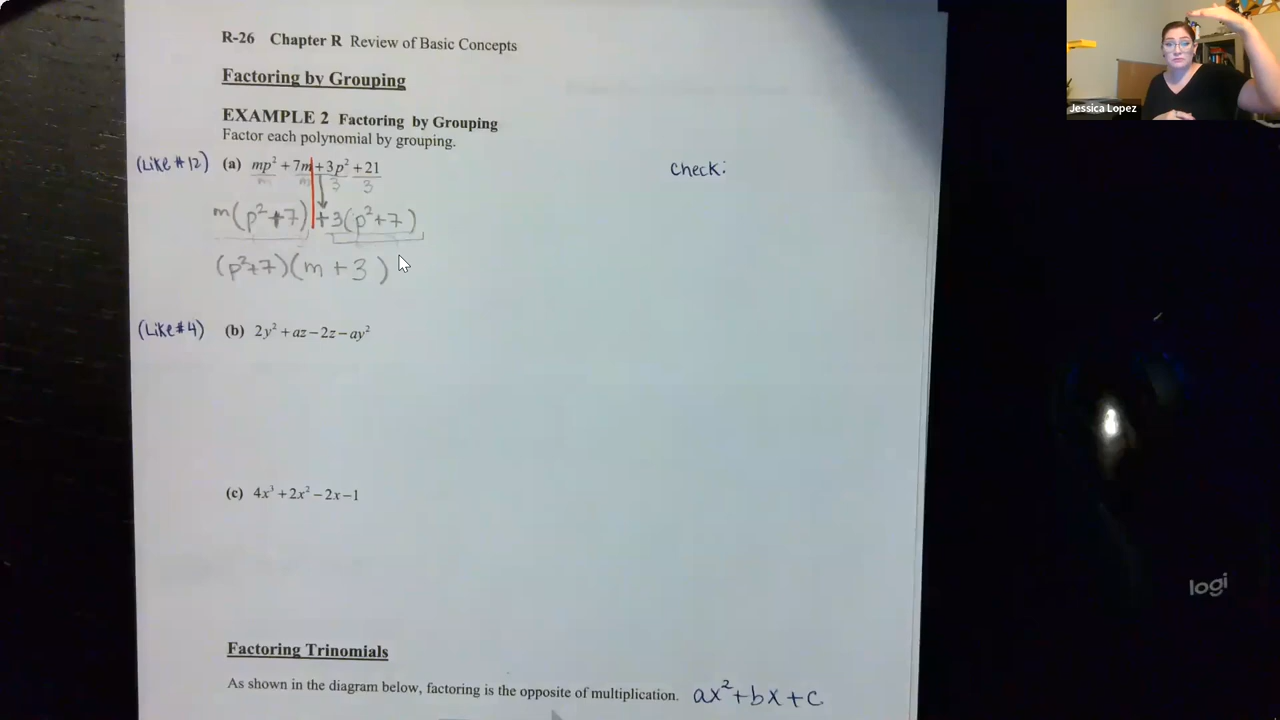 Jessica Lopez
R-26 Chapter R Review of Basic Concepts
Factoring by Grouping
EXAMPLE 2 Factoring by Grouping
Factor each polynomial by grouping.
(Like #12) (a) mp² + 7m + 3p² + 21
m m 3 3
check:
m(p² + 7) + 3(p² + 7)
(p²+7)(m + 3)
(Like #4) (b) 2y² + az − 2z − ay²
(c) 4x³ + 2x² − 2x − 1
logi
Factoring Trinomials
As shown in the diagram below, factoring is the opposite of multiplication. ax² + bx + c